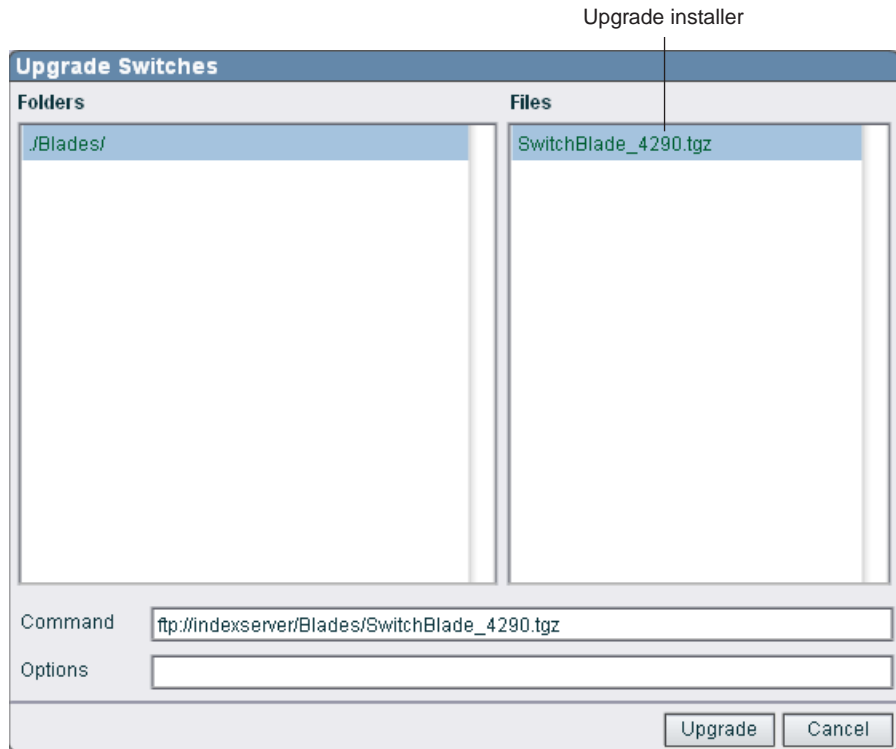 Upgrade installer
Upgrade Switches
Folders
Files
./Blades/
SwitchBlade_4290.tgz
Command
ftp://indexserver/Blades/SwitchBlade_4290.tgz
Options
Upgrade
Cancel